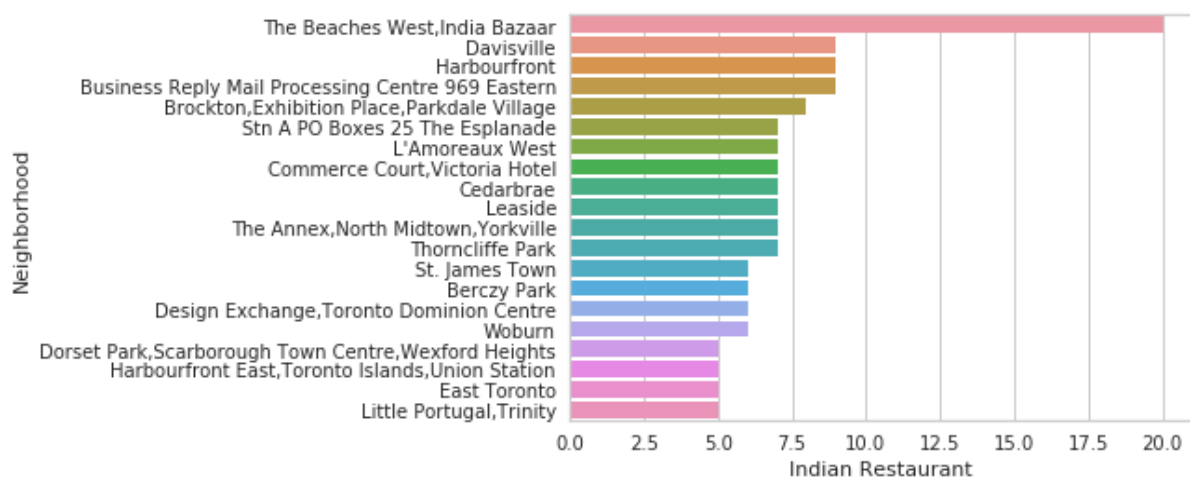 The Beaches West,India Bazaar
Davisville
Harbourfront
Business Reply Mail Processing Centre 969 Eastern
Brockton,Exhibition Place,Parkdale Village
Stn A PO Boxes 25 The Esplanade
L'Amoreaux West
Commerce Court,Victoria Hotel
Cedarbrae
Leaside
The Annex,North Midtown,Yorkville
Thorncliffe Park
St. James Town
Berczy Park
Design Exchange,Toronto Dominion Centre
Woburn
Dorset Park,Scarborough Town Centre,Wexford Heights
Harbourfront East,Toronto Islands,Union Station
East Toronto
Little Portugal,Trinity
Neighborhood
0.0 2.5 5.0 7.5 10.0 12.5 15.0 17.5 20.0
Indian Restaurant